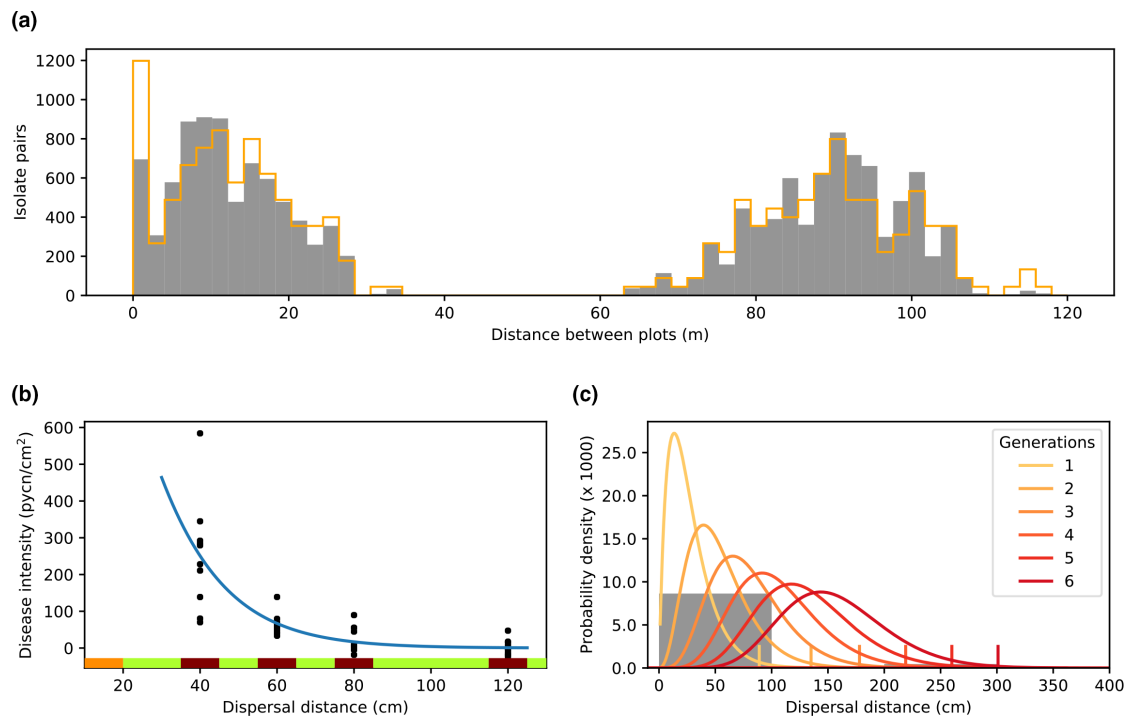 (a)
1200
1000
800
600
400
200
0
Isolate pairs
0 20 40 60 80 100 120
Distance between plots (m)
(b)
600
500
400
300
200
100
0
Disease intensity (pycn/cm²)
20 40 60 80 100 120
Dispersal distance (cm)
(c)
25.0
20.0
15.0
10.0
5.0
0.0
Probability density (x 1000)
Generations
1
2
3
4
5
6
0 50 100 150 200 250 300 350 400
Dispersal distance (cm)